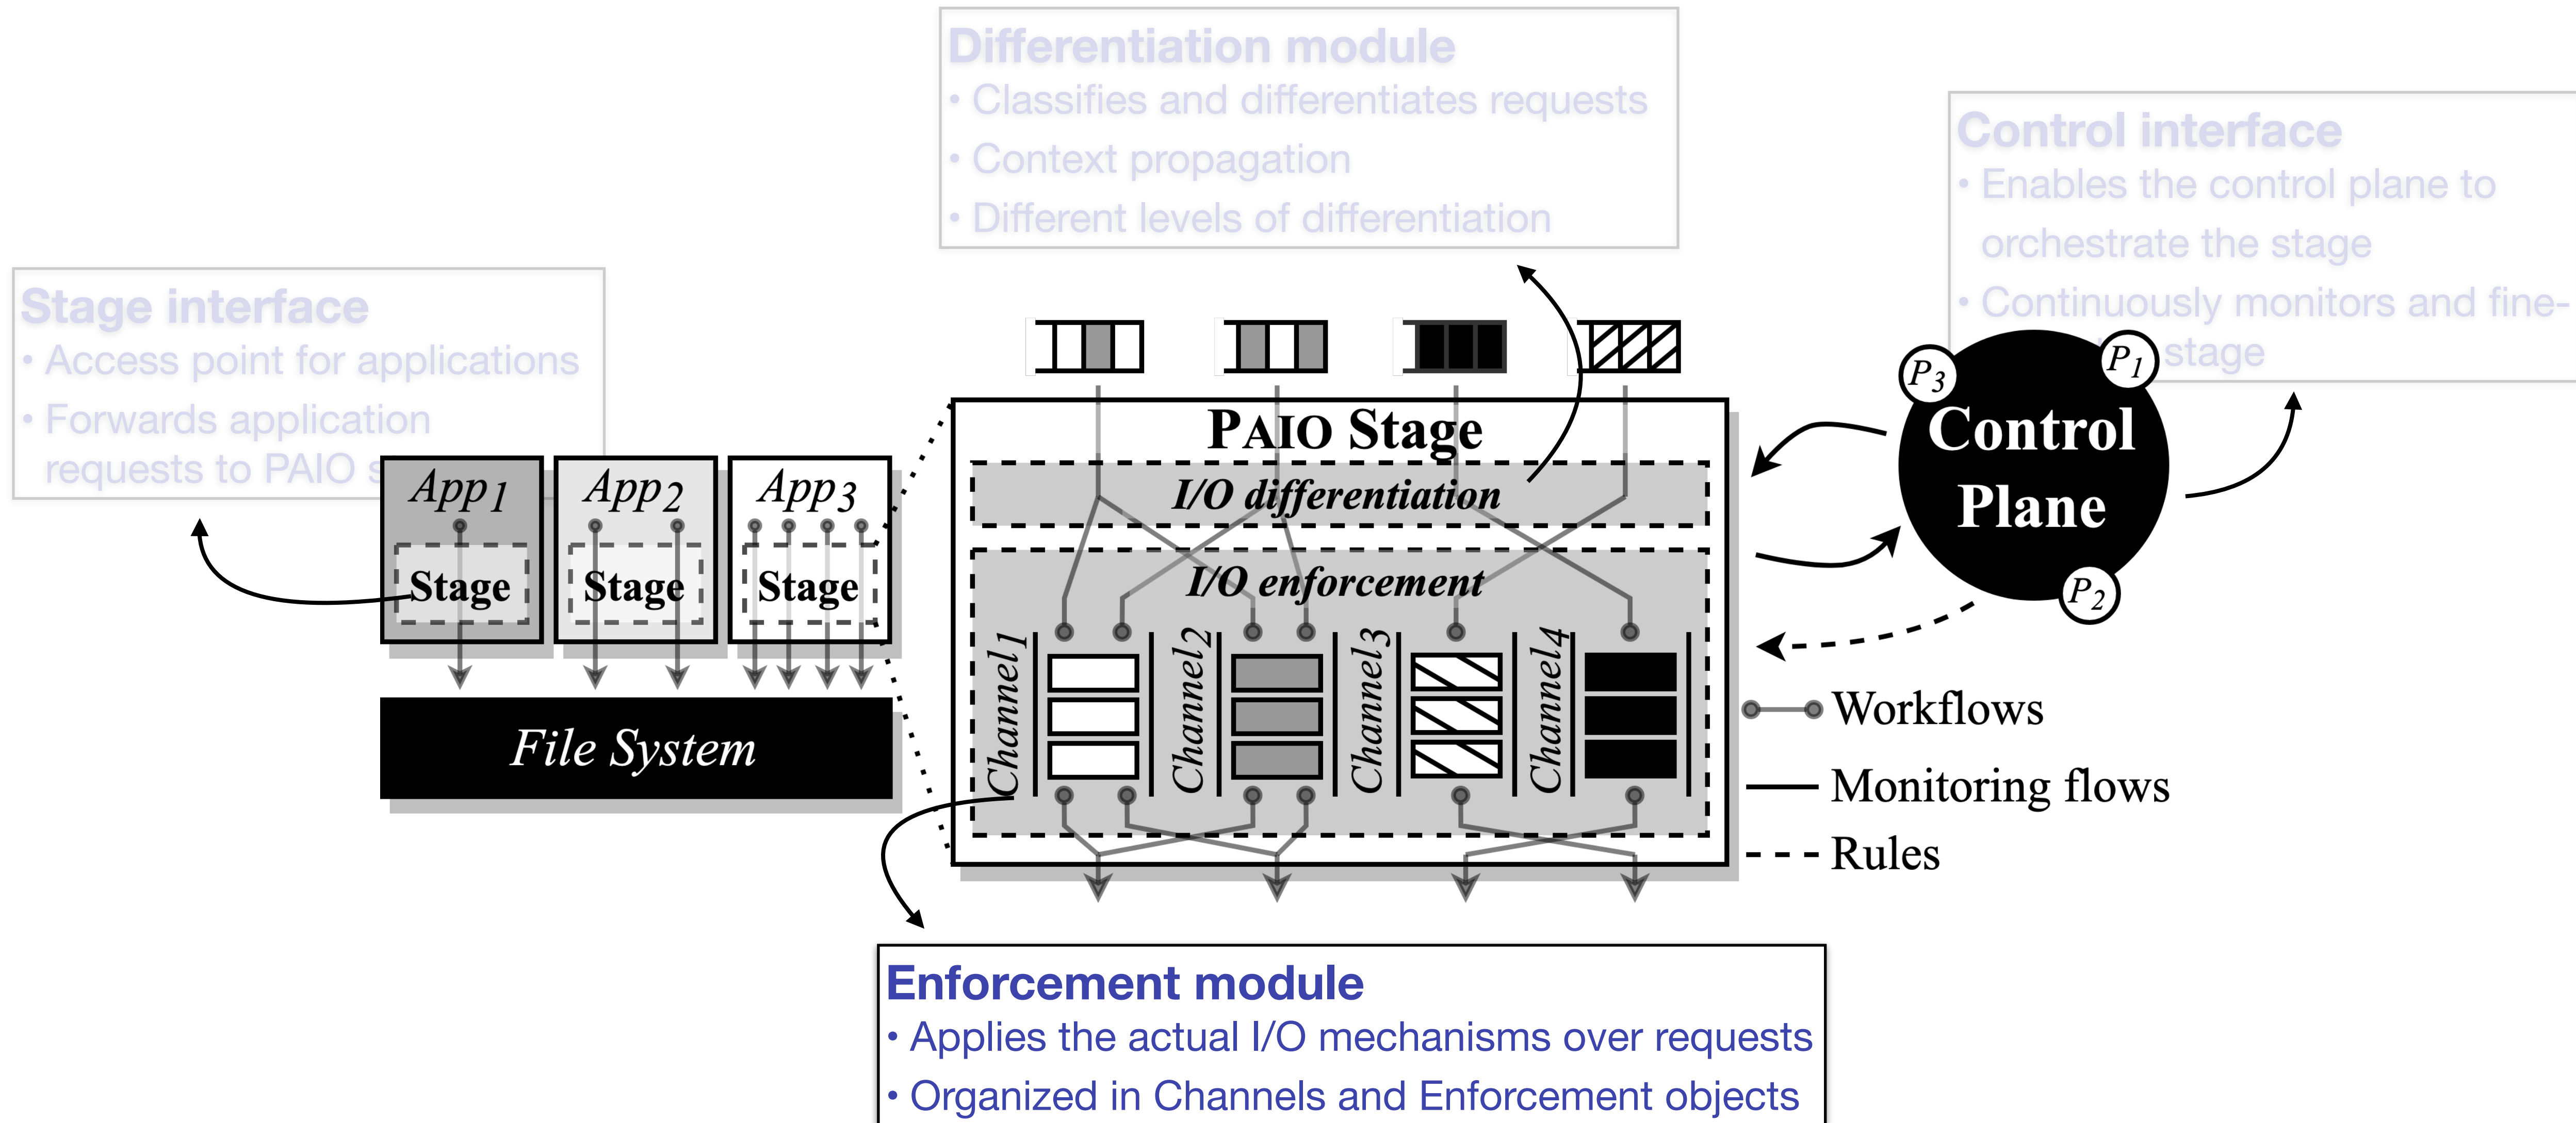 Differentiation module
• Classifies and differentiates requests
• Context propagation
• Different levels of differentiation
Control interface
• Enables the control plane to
orchestrate the stage
• Continuously monitors and fine-
stage
Stage interface
• Access point for applications
• Forwards application
requests to PAIO s
App1
App2
App3
Stage
Stage
Stage
File System
PAIO Stage
I/O differentiation
I/O enforcement
Channel1
Channel2
Channel3
Channel4
P3
P1
Control
Plane
P2
Workflows
Monitoring flows
Rules
Enforcement module
• Applies the actual I/O mechanisms over requests
• Organized in Channels and Enforcement objects